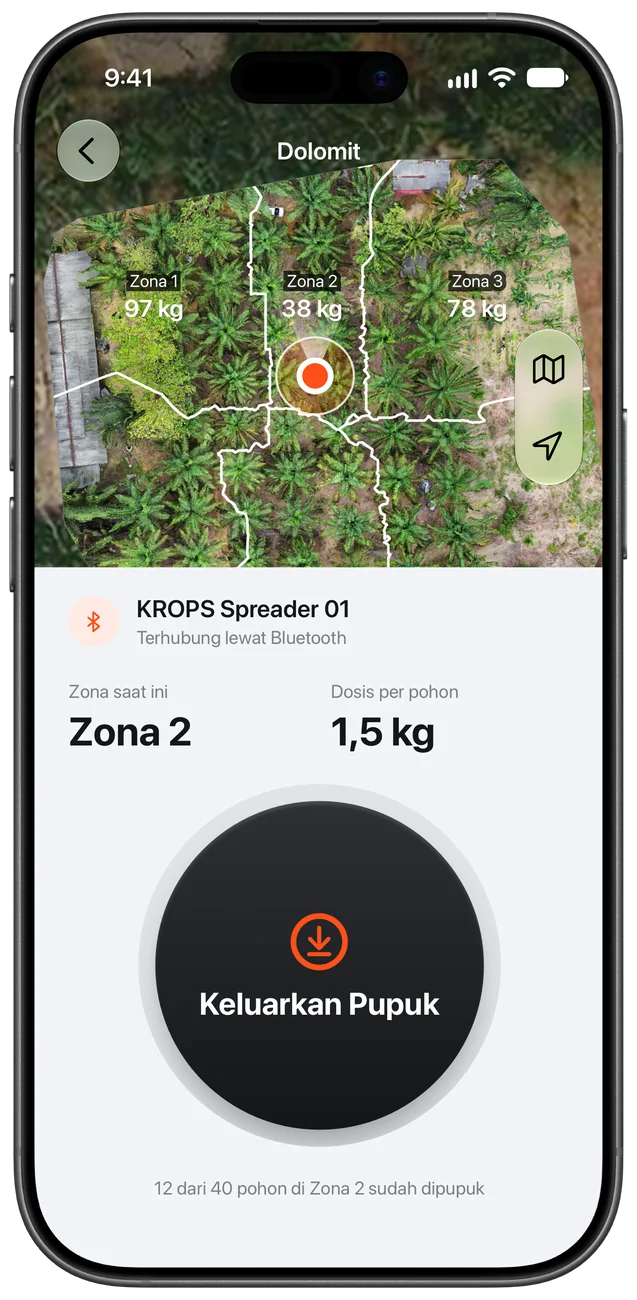 9:41
Dolomit
Zona 1
97 kg
Zona 2
38 kg
Zona 3
78 kg
KROPS Spreader 01
Terhubung lewat Bluetooth
Zona saat ini
Zona 2
Dosis per pohon
1,5 kg
Keluarkan Pupuk
12 dari 40 pohon di Zona 2 sudah dipupuk